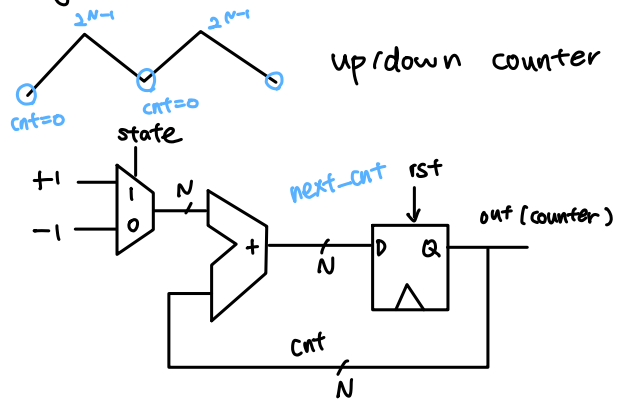 2^N-1
2^N-1
up/down counter
cnt=0
cnt=0
state
+1
1
N
next_cnt
rst
out (counter)
-1
0
+
N
D
Q
cnt
N